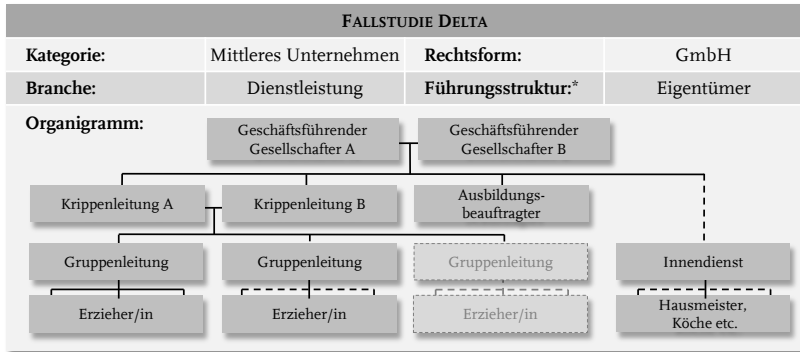 FALLSTUDIE DELTA
Kategorie: Mittleres Unternehmen Rechtsform: GmbH
Branche: Dienstleistung Führungsstruktur:* Eigentümer
Organigramm:
Geschäftsführender
Gesellschafter A
Geschäftsführender
Gesellschafter B
Krippenleitung A
Krippenleitung B
Ausbildungs-
beauftragter
Gruppenleitung
Gruppenleitung
Gruppenleitung
Innendienst
Erzieher/in
Erzieher/in
Erzieher/in
Hausmeister,
Köche etc.